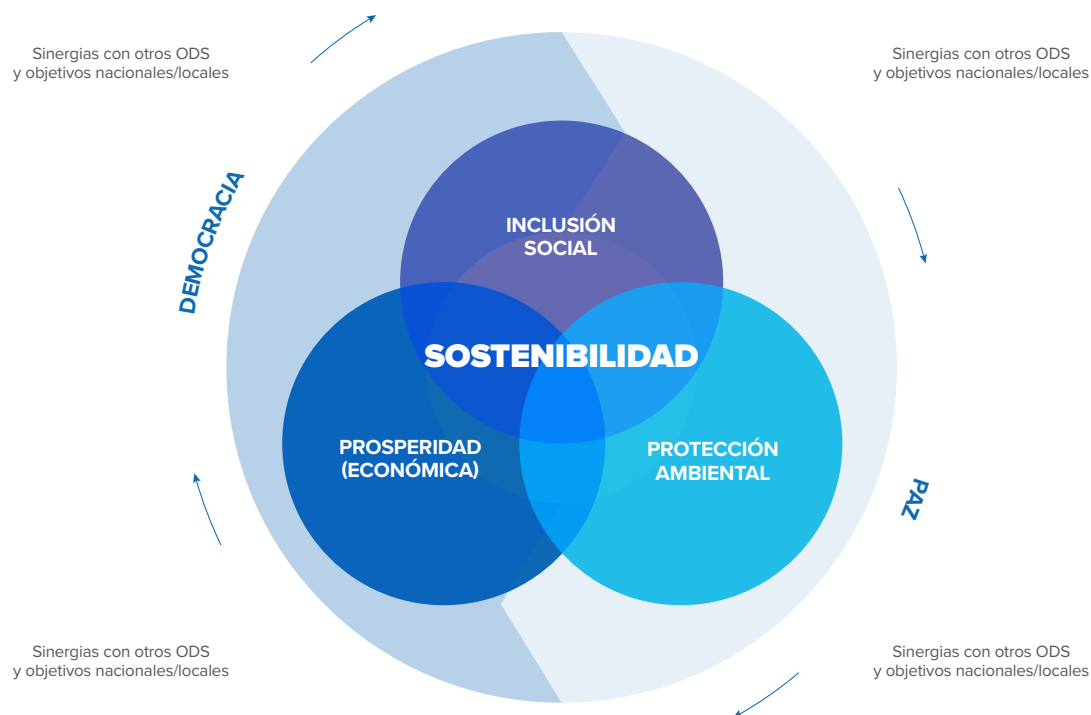 Sinergias con otros ODS
y objetivos nacionales/locales
Sinergias con otros ODS
y objetivos nacionales/locales
DEMOCRACIA
INCLUSIÓN
SOCIAL
SOSTENIBILIDAD
PROSPERIDAD
(ECONÓMICA)
PROTECCIÓN
AMBIENTAL
PAZ
Sinergias con otros ODS
y objetivos nacionales/locales
Sinergias con otros ODS
y objetivos nacionales/locales